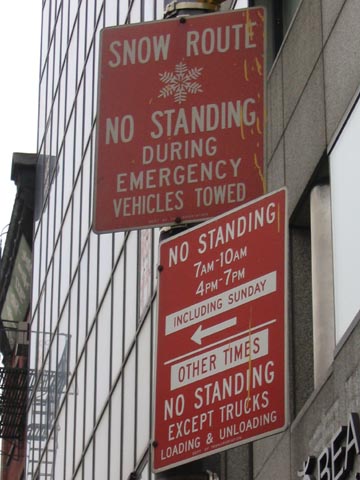 SNOW ROUTE
NO STANDING
DURING
EMERGENCY
VEHICLES TOWED
NO STANDING
7AM-10AM
4PM-7PM
INCLUDING SUNDAY
OTHER TIMES
NO STANDING
EXCEPT TRUCKS
LOADING & UNLOADING
BEA